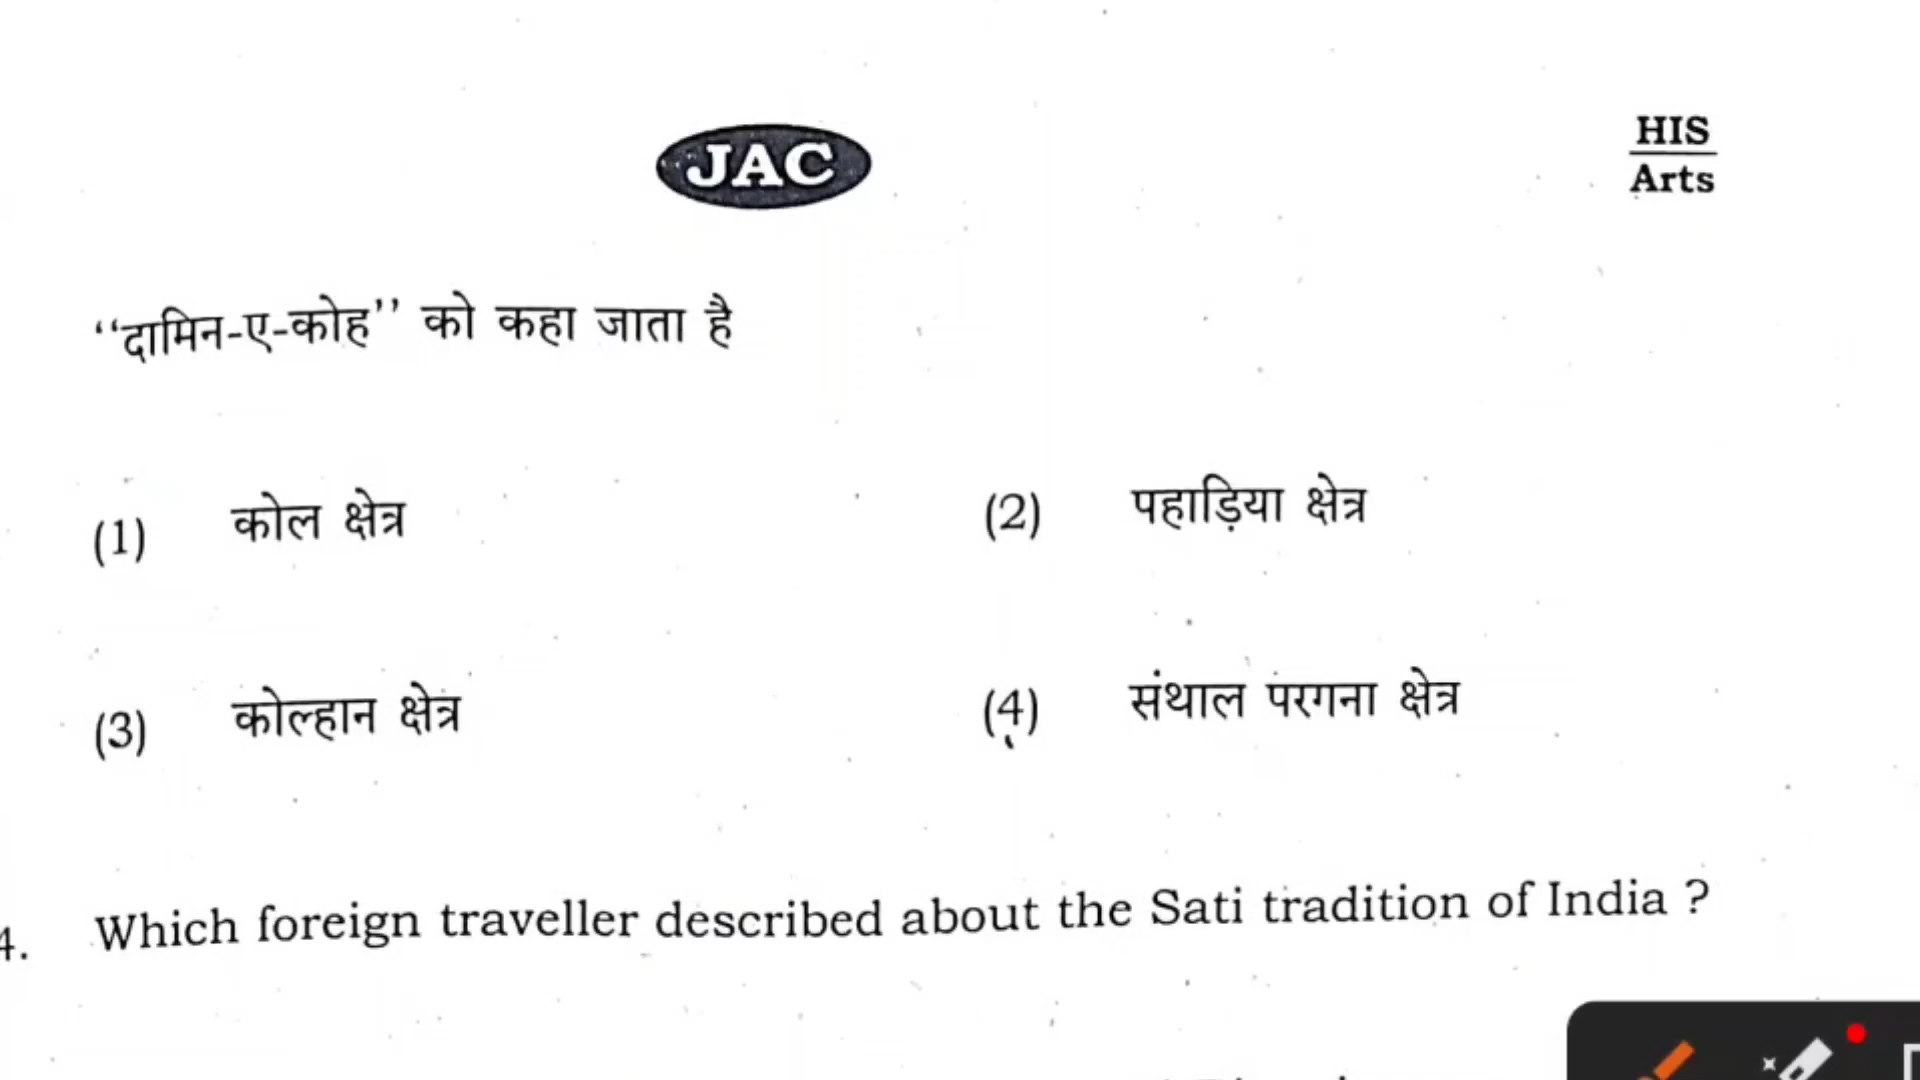 JAC
HIS
Arts
‘‘दामिन-ए-कोह’’ को कहा जाता है
(1) कोल क्षेत्र (2) पहाड़िया क्षेत्र
(3) कोल्हान क्षेत्र (4) संथाल परगना क्षेत्र
4. Which foreign traveller described about the Sati tradition of India ?